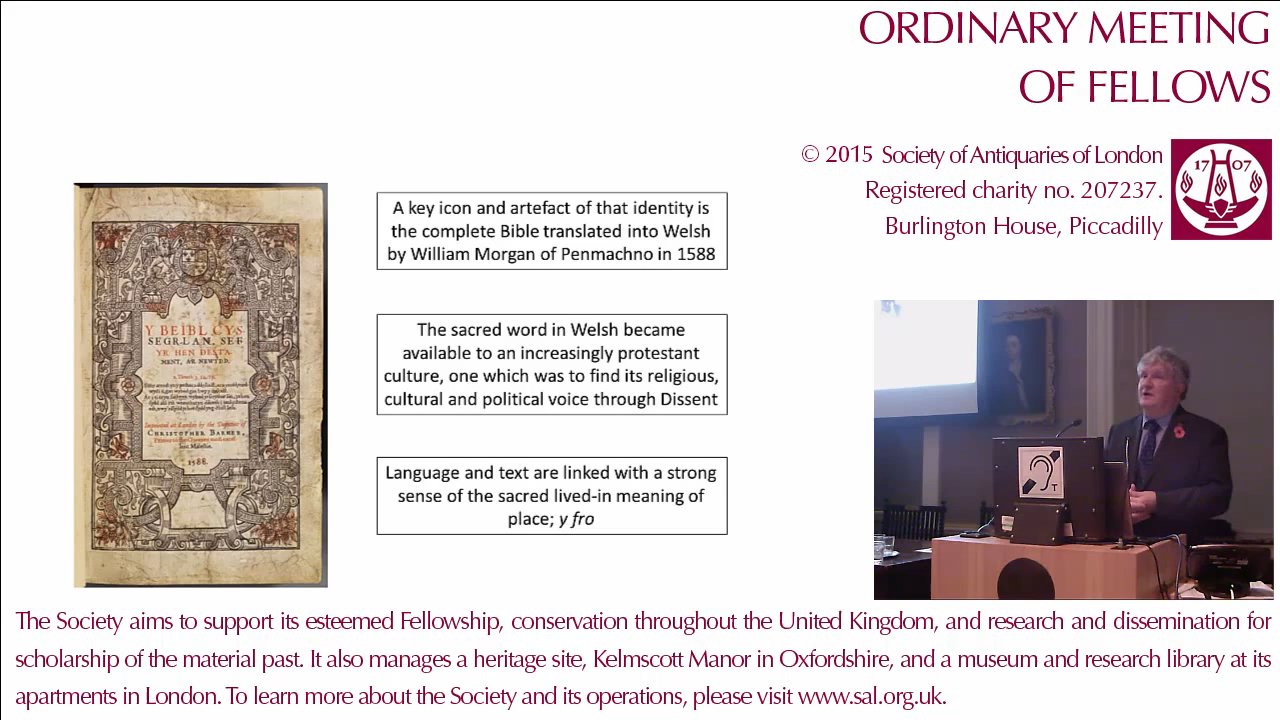 ORDINARY MEETING
OF FELLOWS
© 2015 Society of Antiquaries of London
Registered charity no. 207237.
Burlington House, Piccadilly
17 07
A key icon and artefact of that identity is
the complete Bible translated into Welsh
by William Morgan of Penmachno in 1588
The sacred word in Welsh became
available to an increasingly protestant
culture, one which was to find its religious,
cultural and political voice through Dissent
Language and text are linked with a strong
sense of the sacred lived-in meaning of
place; y fro
Y BEIBL CYS-
SEGR-LAN. SEF
YR HEN DESTA-
MENT, A'R NEWYDD.
Imprinted at London by the Deputies of
CHRISTOPHER BARKER,
1588.
T
The Society aims to support its esteemed Fellowship, conservation throughout the United Kingdom, and research and dissemination for
scholarship of the material past. It also manages a heritage site, Kelmscott Manor in Oxfordshire, and a museum and research library at its
apartments in London. To learn more about the Society and its operations, please visit www.sal.org.uk.